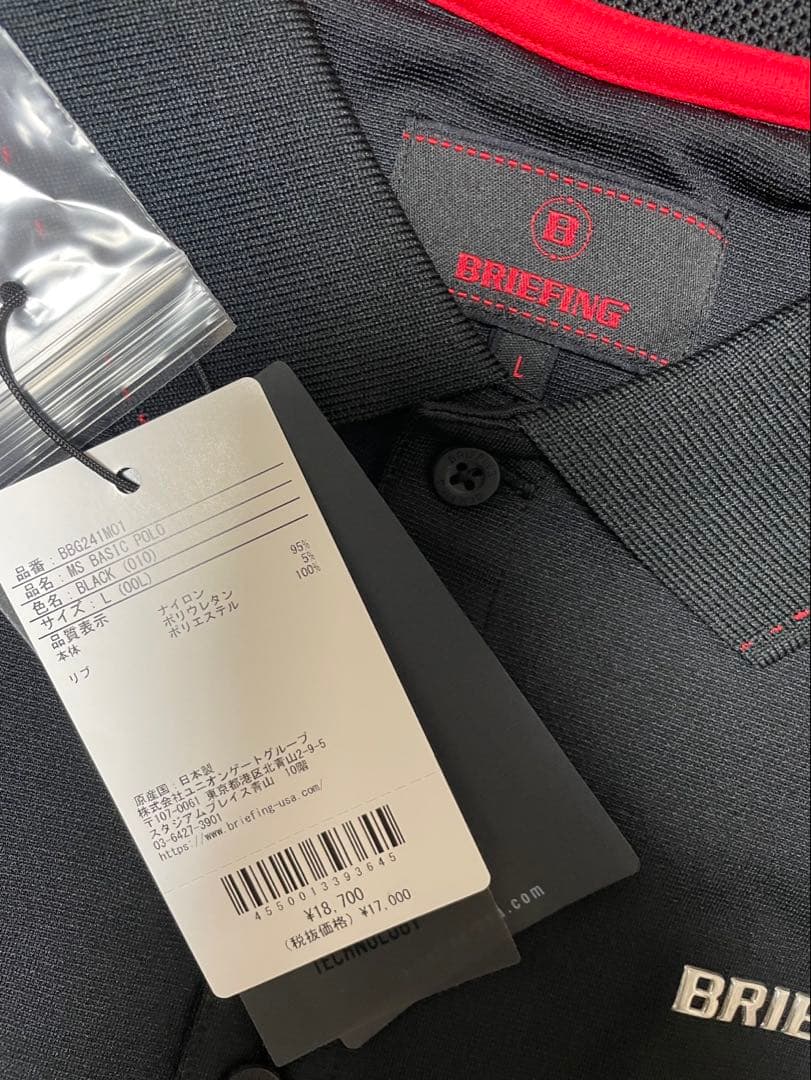 B
BRIEFING
L
品番：BBG241M01
品名：MS BASIC POLO
色名：BLACK (010)
サイズ：L (00L)
品質表示
本体
ナイロン 95%
ポリウレタン 5%
リブ
ポリエステル 100%
原産国：日本製
株式会社ユニオンゲートグループ
〒107-0061 東京都港区北青山2-9-5
スタジアムプレイス青山 10階
03-6427-3901
https://www.briefing-usa.com/
4550013393645
¥18,700
(税抜価格) ¥17,000
TECHNOLOGY
.com
BRIE